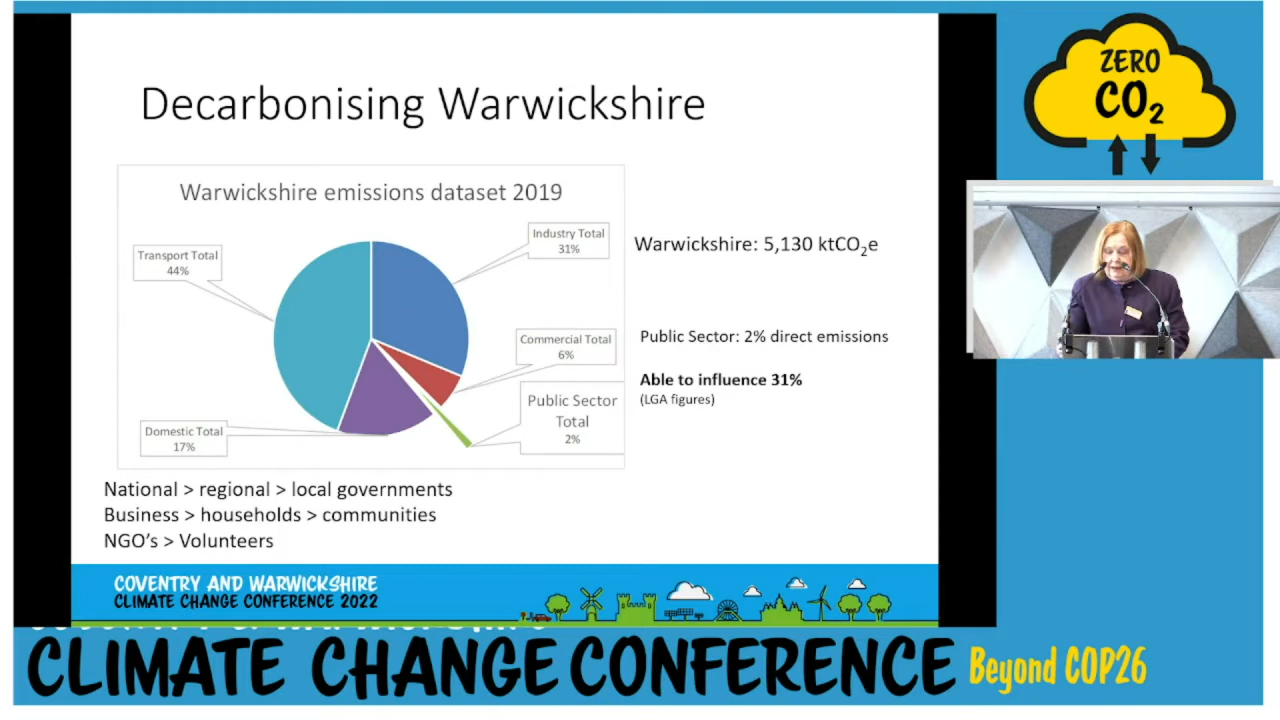 Decarbonising Warwickshire
Warwickshire emissions dataset 2019
Transport Total
44%
Industry Total
31%
Commercial Total
6%
Public Sector
Total
2%
Domestic Total
17%
Warwickshire: 5,130 ktCO₂e
Public Sector: 2% direct emissions
Able to influence 31%
(LGA figures)
National > regional > local governments
Business > households > communities
NGO's > Volunteers
COVENTRY AND WARWICKSHIRE
CLIMATE CHANGE CONFERENCE 2022
ZERO
CO₂
CLIMATE CHANGE CONFERENCE Beyond COP26